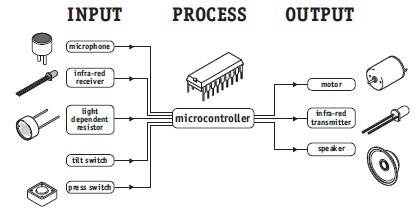 INPUT PROCESS OUTPUT
microphone
infra-red
receiver
light
dependent
resistor
tilt switch
press switch
microcontroller
motor
infra-red
transmitter
speaker